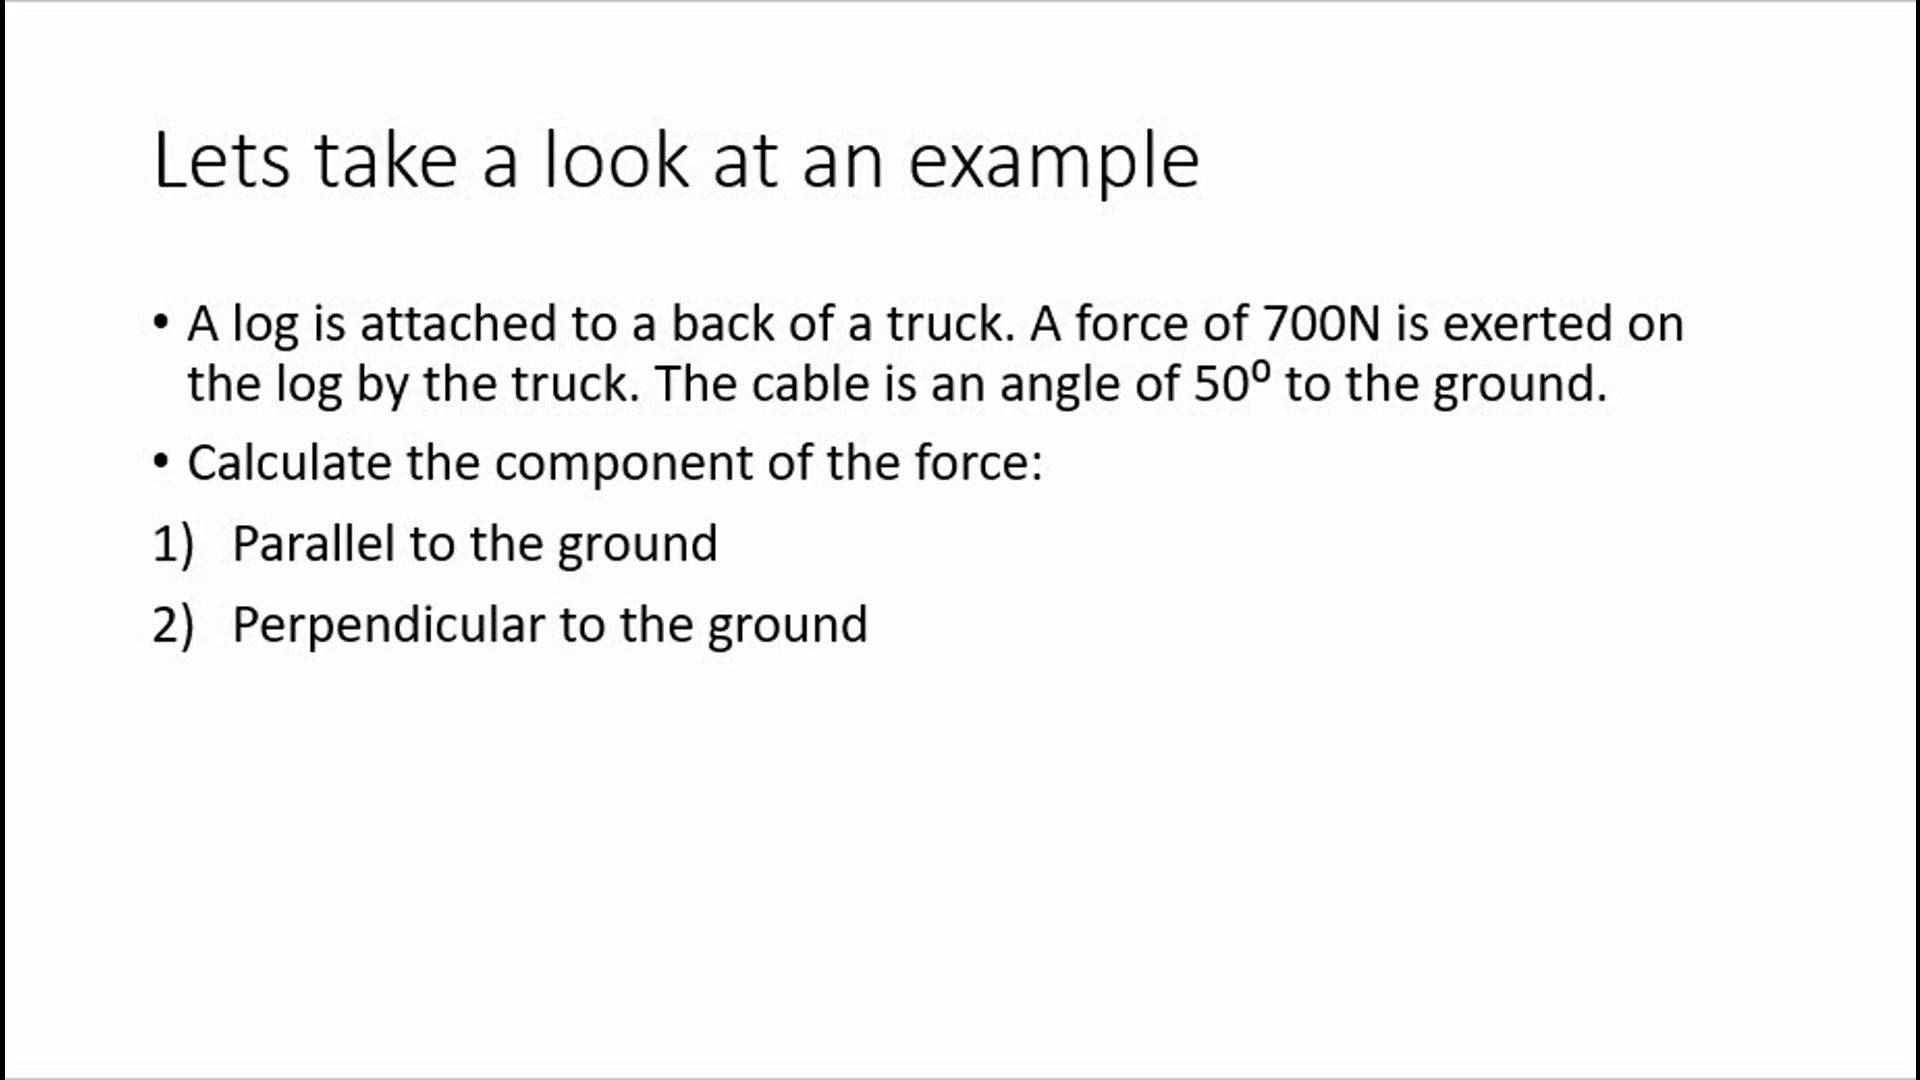 Lets take a look at an example
• A log is attached to a back of a truck. A force of 700N is exerted on
the log by the truck. The cable is an angle of 50⁰ to the ground.
• Calculate the component of the force:
1) Parallel to the ground
2) Perpendicular to the ground